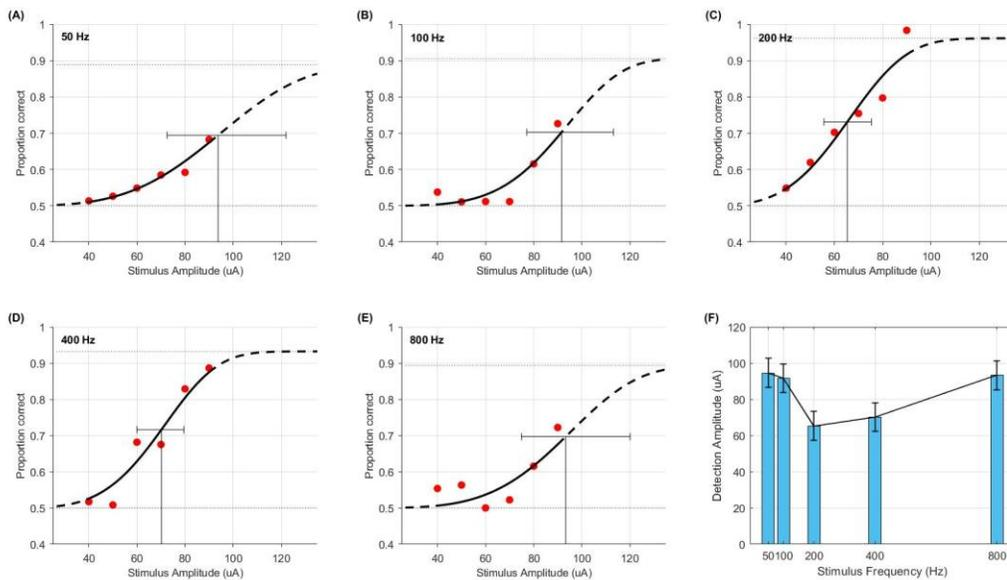 (A)
50 Hz
1
0.9
0.8
0.7
0.6
0.5
0.4
Proportion correct
40 60 80 100 120
Stimulus Amplitude (uA)
(B)
100 Hz
1
0.9
0.8
0.7
0.6
0.5
0.4
Proportion correct
40 60 80 100 120
Stimulus Amplitude (uA)
(C)
200 Hz
1
0.9
0.8
0.7
0.6
0.5
0.4
Proportion correct
40 60 80 100 120
Stimulus Amplitude (uA)
(D)
400 Hz
1
0.9
0.8
0.7
0.6
0.5
0.4
Proportion correct
40 60 80 100 120
Stimulus Amplitude (uA)
(E)
800 Hz
1
0.9
0.8
0.7
0.6
0.5
0.4
Proportion correct
40 60 80 100 120
Stimulus Amplitude (uA)
(F)
120
100
80
60
40
20
0
Detection Amplitude (uA)
50 100 200 400 800
Stimulus Frequency (Hz)